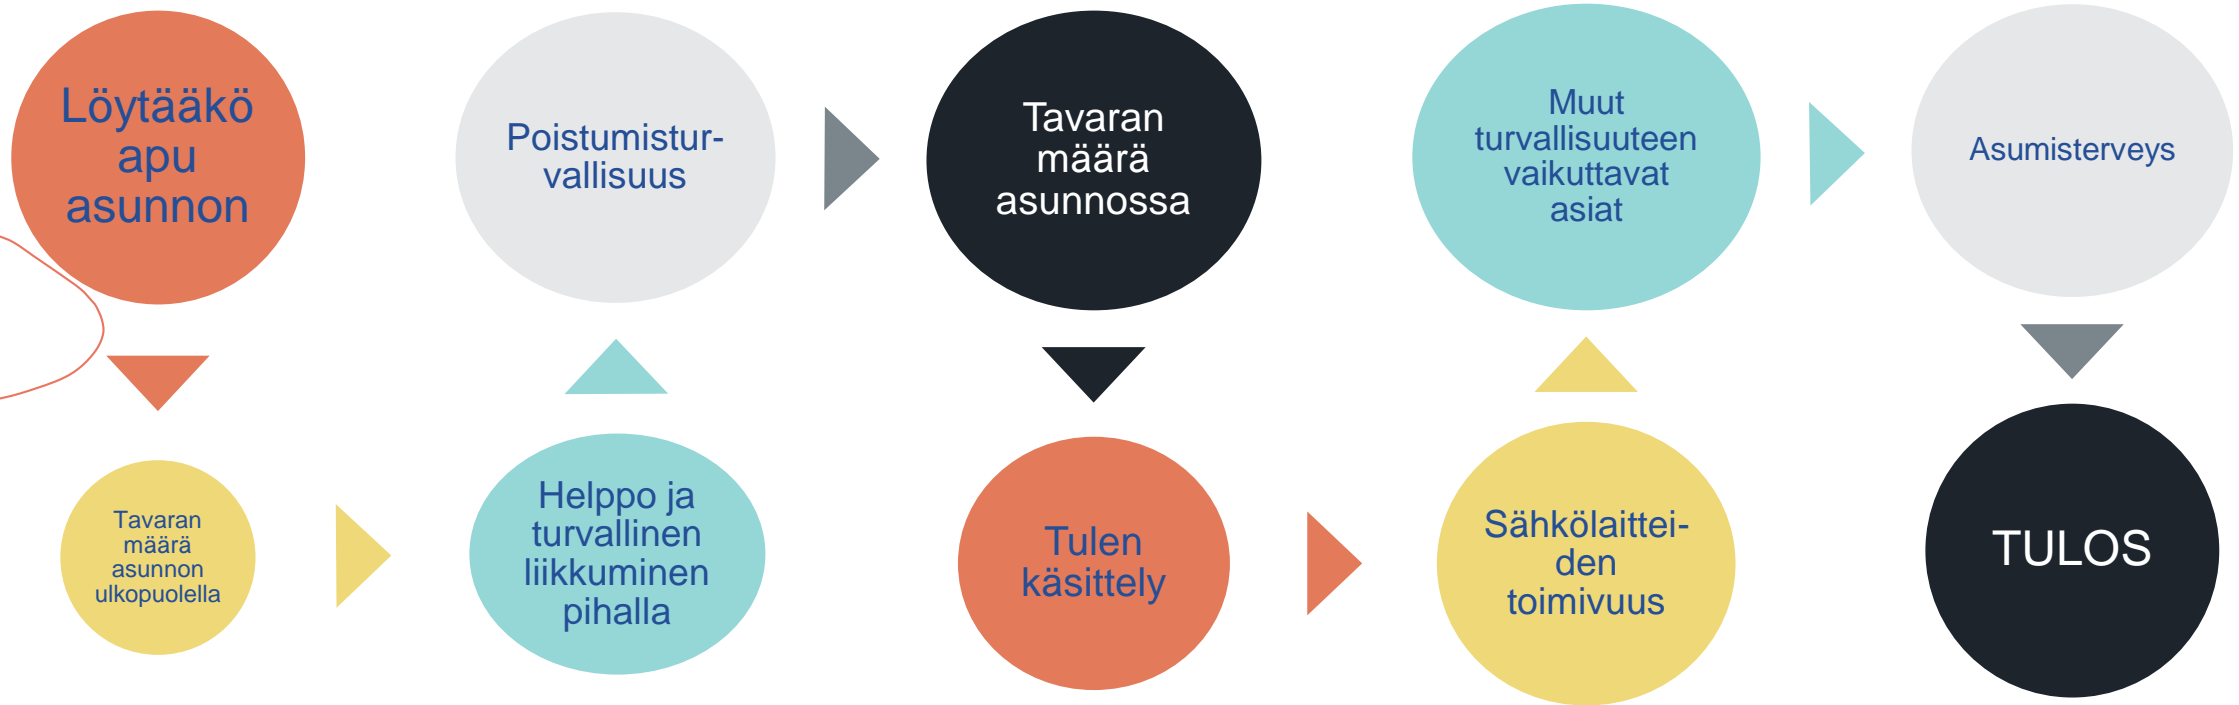 Löytääkö
apu
asunnon
Tavaran
määrä
asunnon
ulkopuolella
Helppo ja
turvallinen
liikkuminen
pihalla
Poistumistur-
vallisuus
Tavaran
määrä
asunnossa
Tulen
käsittely
Sähkölaittei-
den
toimivuus
Muut
turvallisuuteen
vaikuttavat
asiat
Asumisterveys
TULOS